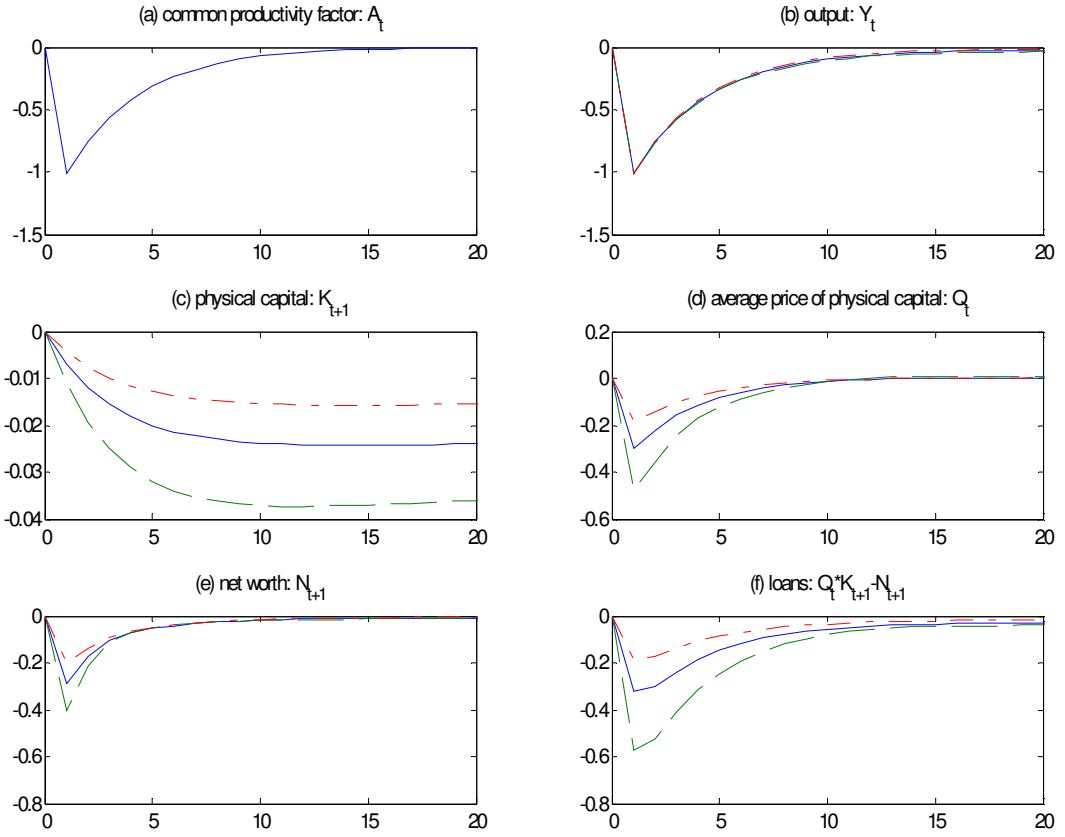 (a) common productivity factor: A_t
0
-0.5
-1
-1.5
0 5 10 15 20
(b) output: Y_t
0
-0.5
-1
-1.5
0 5 10 15 20
(c) physical capital: K_{t+1}
0
-0.01
-0.02
-0.03
-0.04
0 5 10 15 20
(d) average price of physical capital: Q_t
0.2
0
-0.2
-0.4
-0.6
0 5 10 15 20
(e) net worth: N_{t+1}
0
-0.2
-0.4
-0.6
-0.8
0 5 10 15 20
(f) loans: Q_t*K_{t+1}-N_{t+1}
0
-0.2
-0.4
-0.6
-0.8
0 5 10 15 20